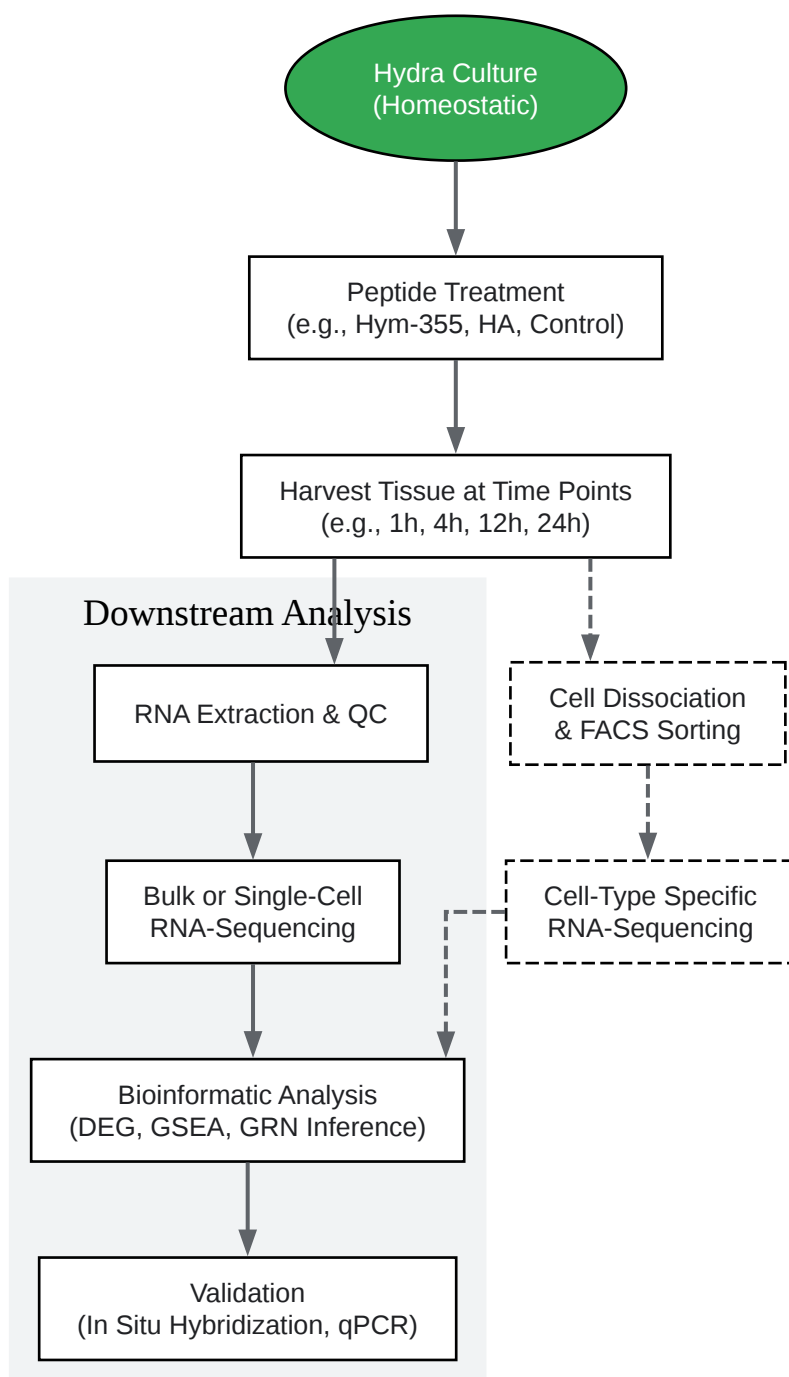 Hydra Culture
(Homeostatic)
Peptide Treatment
(e.g., Hym-355, HA, Control)
Harvest Tissue at Time Points
(e.g., 1h, 4h, 12h, 24h)
Downstream Analysis
RNA Extraction & QC
Cell Dissociation
& FACS Sorting
Bulk or Single-Cell
RNA-Sequencing
Cell-Type Specific
RNA-Sequencing
Bioinformatic Analysis
(DEG, GSEA, GRN Inference)
Validation
(In Situ Hybridization, qPCR)